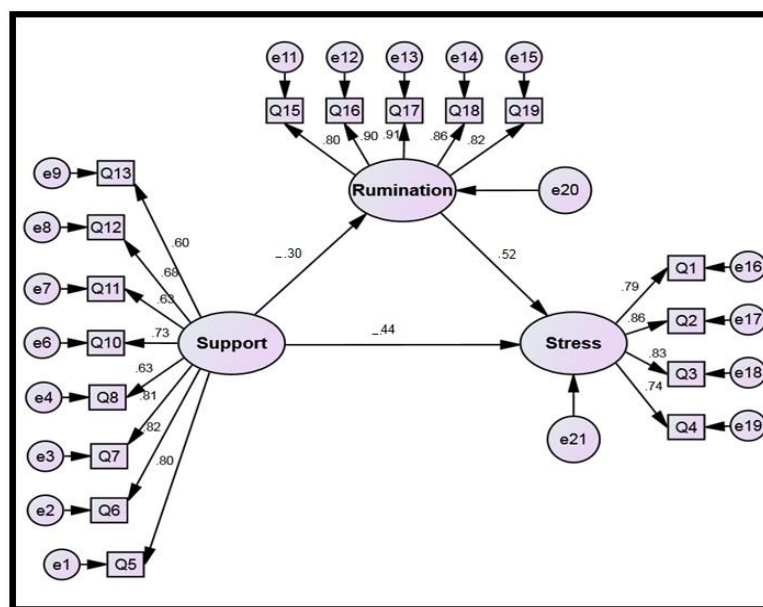 e11 e12 e13 e14 e15
Q15 Q16 Q17 Q18 Q19
.80 .90 .91 .86 .82
Rumination
e20
e9 Q13
e8 Q12
e7 Q11
e6 Q10
e4 Q8
e3 Q7
e2 Q6
e1 Q5
.60
.68
.63
.73
.63
.81
.82
.80
Support
-.30
.52
-.44
Stress
e21
.79
.86
.83
.74
Q1 e16
Q2 e17
Q3 e18
Q4 e19